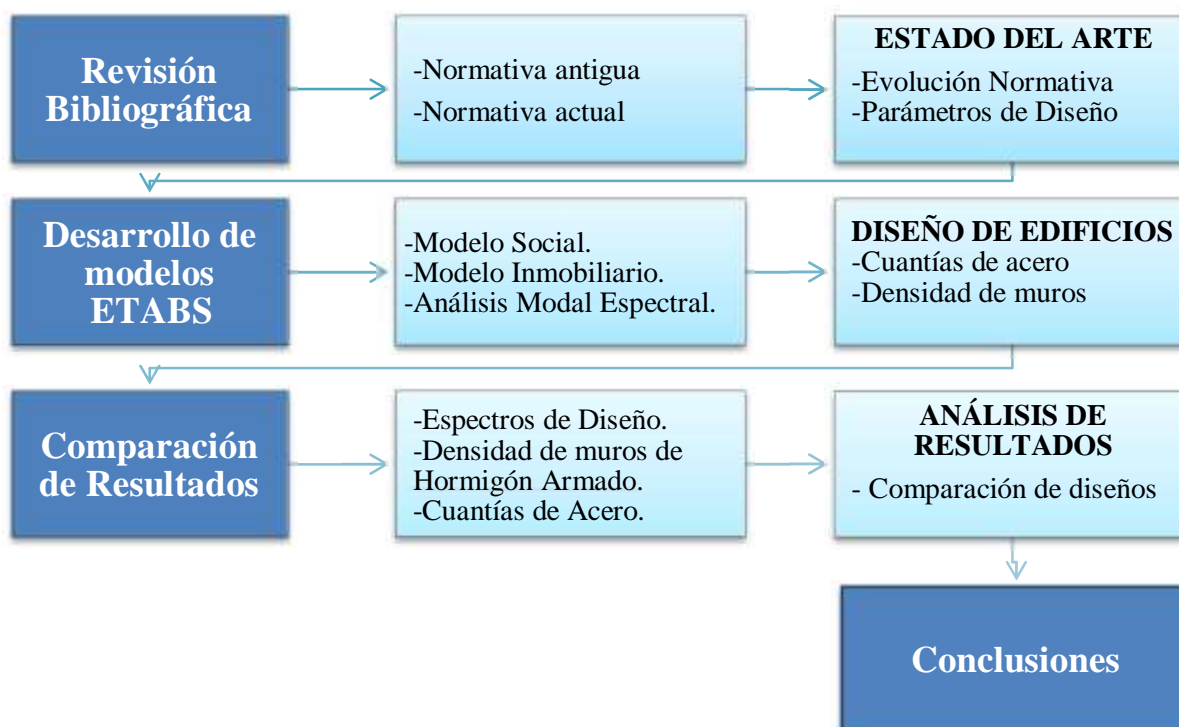 Revisión
Bibliográfica
-Normativa antigua
-Normativa actual
ESTADO DEL ARTE
-Evolución Normativa
-Parámetros de Diseño
Desarrollo de
modelos
ETABS
-Modelo Social.
-Modelo Inmobiliario.
-Análisis Modal Espectral.
DISEÑO DE EDIFICIOS
-Cuantías de acero
-Densidad de muros
Comparación
de Resultados
-Espectros de Diseño.
-Densidad de muros de
Hormigón Armado.
-Cuantías de Acero.
ANÁLISIS DE
RESULTADOS
- Comparación de diseños
Conclusiones